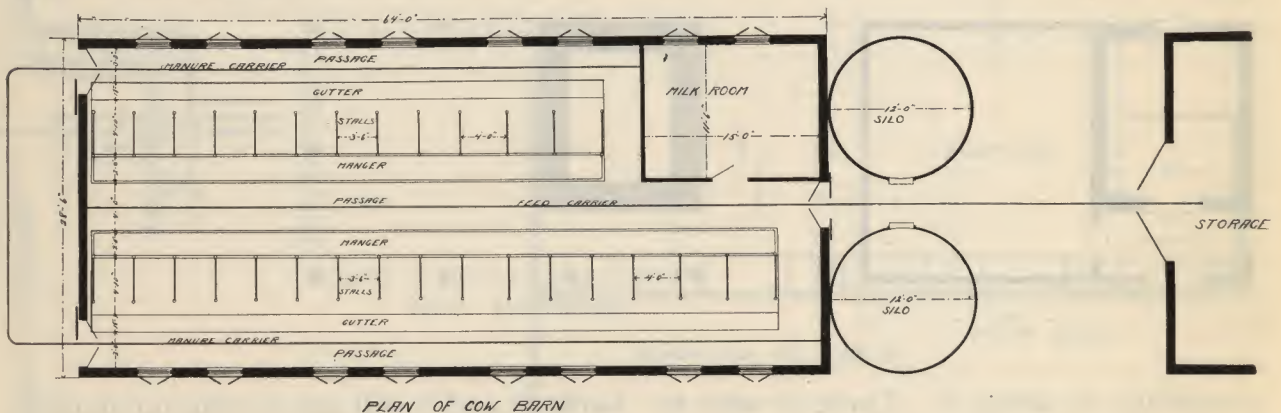 64'-0"
PASSAGE
MANURE CARRIER
GUTTER
MILK ROOM
STALLS
3'-6"
4'-0"
11'-6"
15'-0"
12'-0"
SILO
MANGER
28'-6"
PASSAGE
FEED CARRIER
STORAGE
MANGER
3'-6"
4'-0"
STALLS
12'-0"
SILO
GUTTER
MANURE CARRIER
PASSAGE
PLAN OF COW BARN